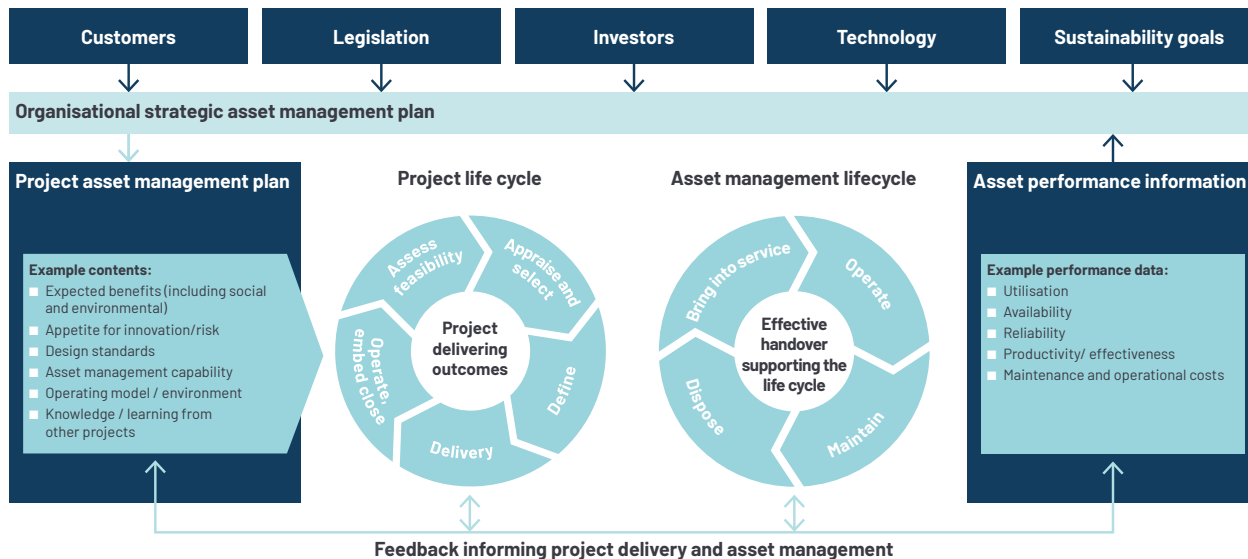 Customers
Legislation
Investors
Technology
Sustainability goals
Organisational strategic asset management plan
Project asset management plan
Example contents:
Expected benefits (including social
and environmental)
Appetite for innovation/risk
Design standards
Asset management capability
Operating model / environment
Knowledge / learning from
other projects
Project life cycle
Assess
feasibility
Appraise and
select
Define
Delivery
Operate,
embed close
Project
delivering
outcomes
Asset management lifecycle
Bring into service
Operate
Maintain
Dispose
Effective
handover
supporting the
life cycle
Asset performance information
Example performance data:
Utilisation
Availability
Reliability
Productivity/ effectiveness
Maintenance and operational costs
Feedback informing project delivery and asset management